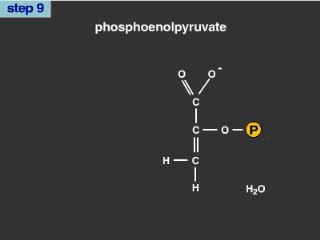 step 9
phosphoenolpyruvate
O O -
C
C O P
H C
H H₂O